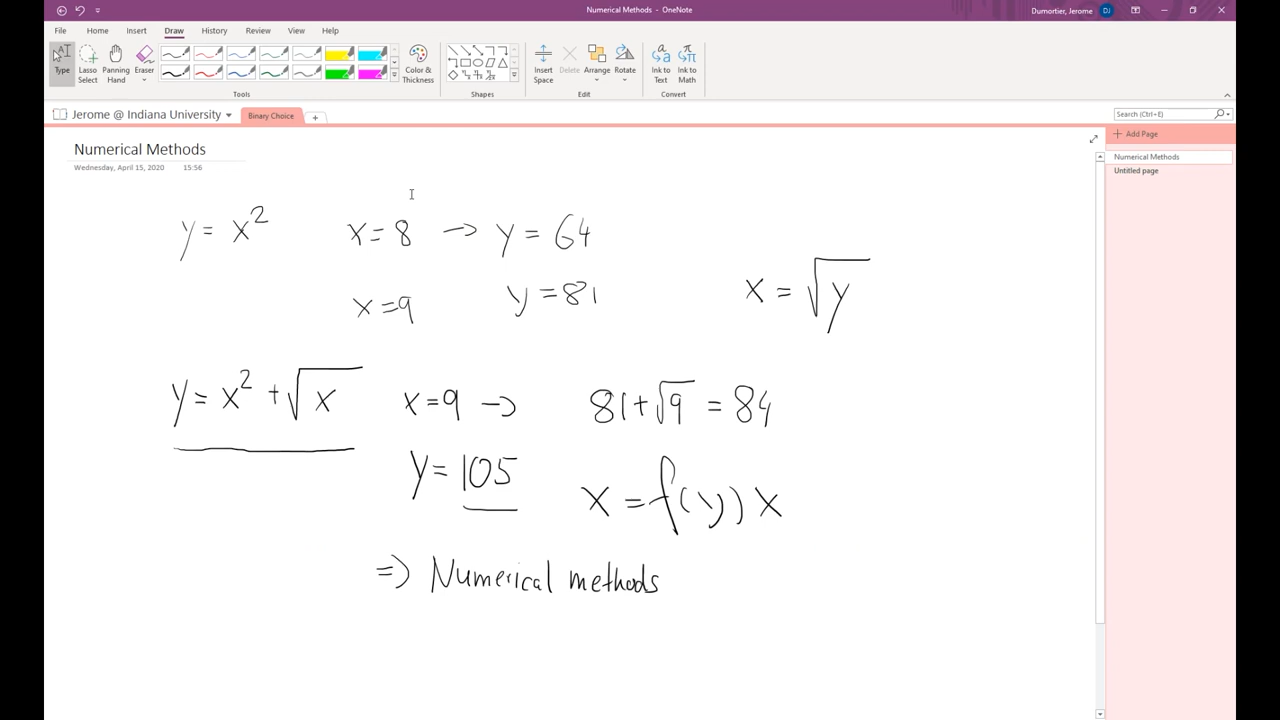 Numerical Methods - OneNote
Dumortier, Jerome DJ
File Home Insert Draw History Review View Help
Type Lasso Select Panning Hand Eraser Color & Thickness Insert Space Delete Arrange Rotate Ink to Text Ink to Math
Tools Shapes Edit Convert
Jerome @ Indiana University Binary Choice Search (Ctrl+E)
Add Page
Numerical Methods
Untitled page
Numerical Methods
Wednesday, April 15, 2020 15:56
y = x² x = 8 → y = 64
x = 9 y = 81 x = √y
y = x² + √x x = 9 → 81 + √9 = 84
y = 105 x = f(y)) x
=> Numerical methods